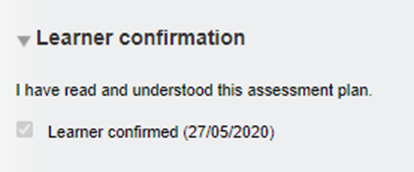 Learner confirmation
I have read and understood this assessment plan.
Learner confirmed (27/05/2020)